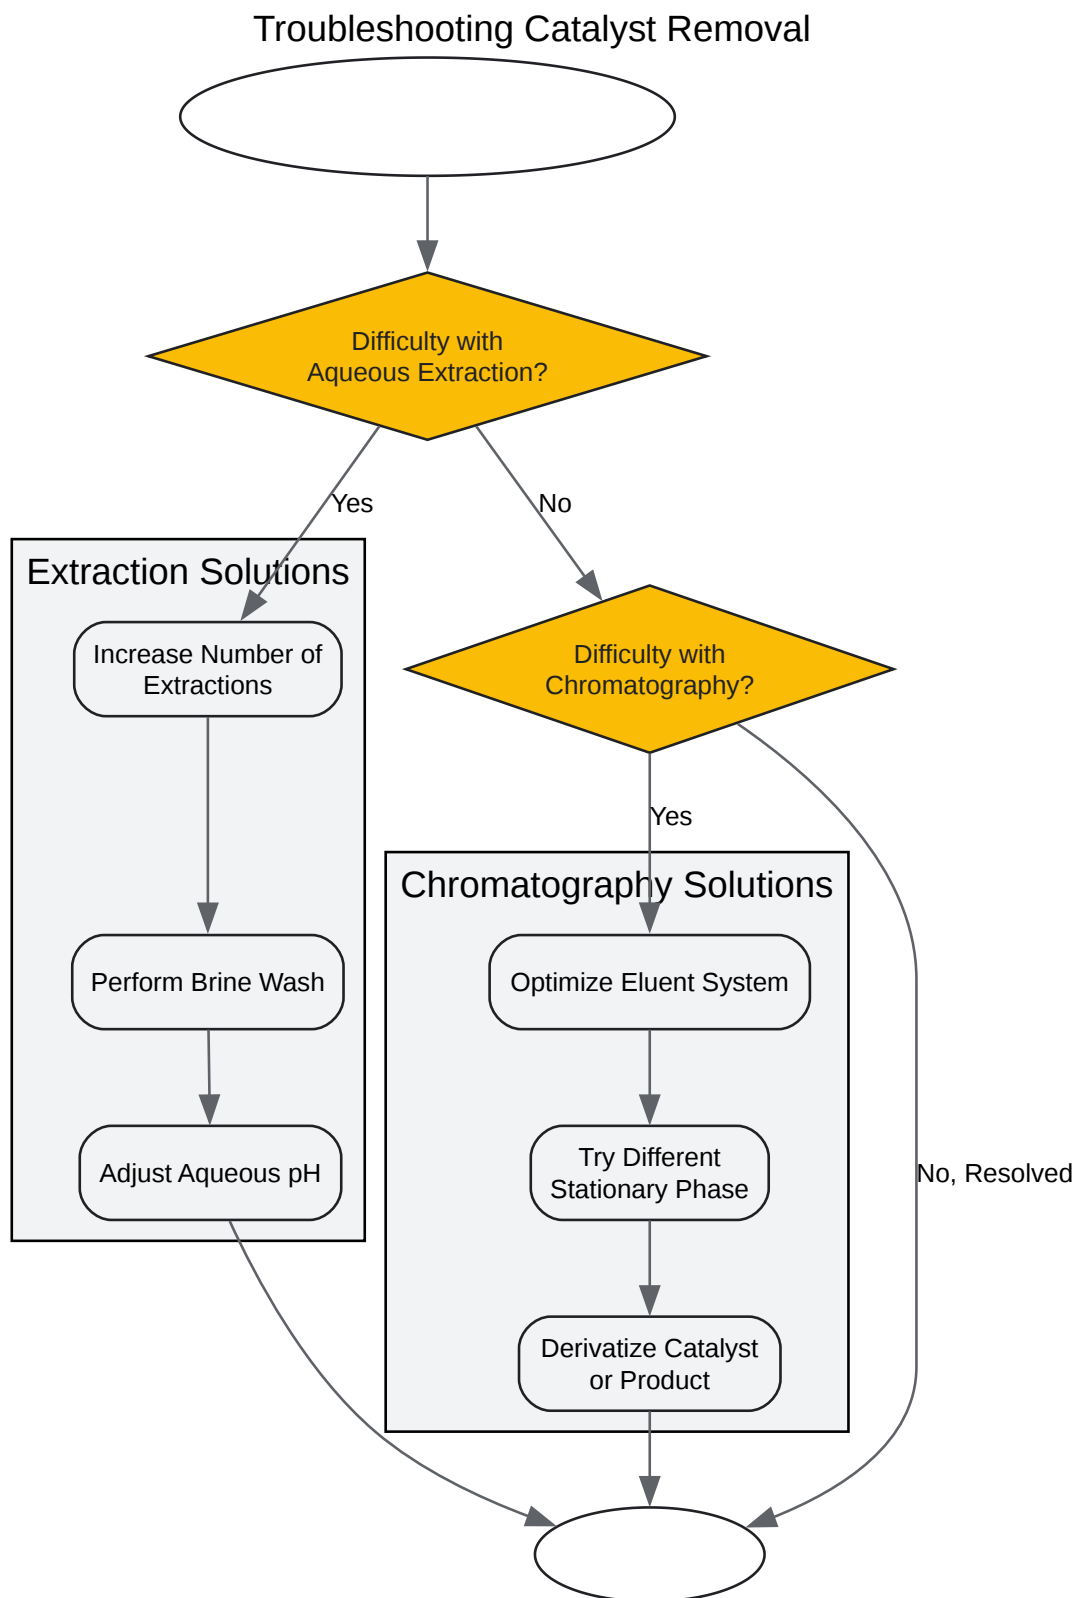 Troubleshooting Catalyst Removal
Difficulty with
Aqueous Extraction?
Yes
No
Extraction Solutions
Increase Number of
Extractions
Difficulty with
Chromatography?
Yes
Chromatography Solutions
Perform Brine Wash
Optimize Eluent System
Adjust Aqueous pH
Try Different
Stationary Phase
No, Resolved
Derivatize Catalyst
or Product